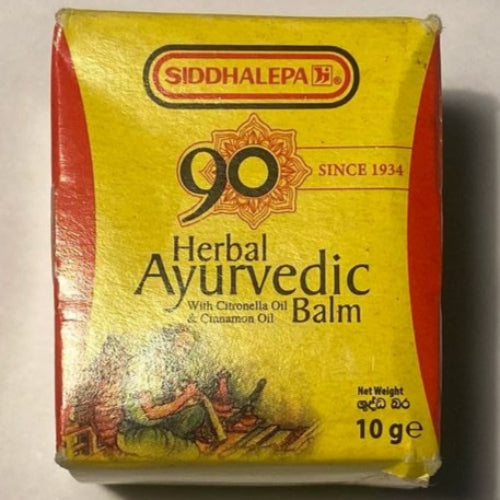 SIDDHALEPA ®
90
SINCE 1934
Herbal
Ayurvedic
With Citronella Oil
& Cinnamon Oil
Balm
Net Weight
ශුද්ධ බර
10 g e